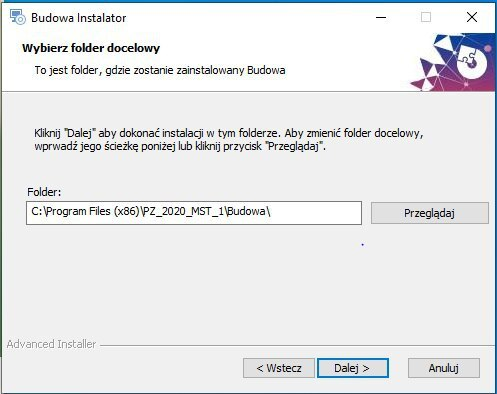 Budowa Instalator
Wybierz folder docelowy
To jest folder, gdzie zostanie zainstalowany Budowa
Kliknij "Dalej" aby dokonać instalacji w tym folderze. Aby zmienić folder docelowy,
wprwadź jego ścieżkę poniżej lub kliknij przycisk "Przeglądaj".
Folder:
C:\Program Files (x86)\PZ_2020_MST_1\Budowa\
Przeglądaj
Advanced Installer
< Wstecz
Dalej >
Anuluj